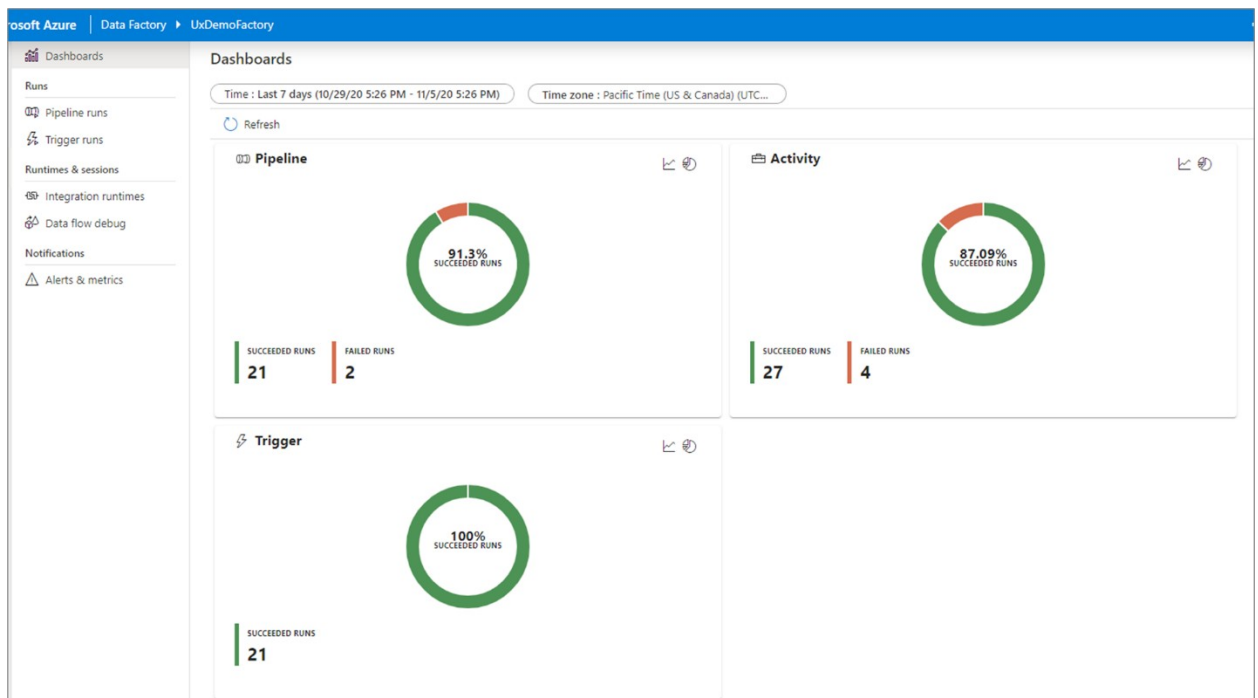 rosoft Azure Data Factory UxDemoFactory
Dashboards
Runs
Pipeline runs
Trigger runs
Runtimes & sessions
Integration runtimes
Data flow debug
Notifications
Alerts & metrics
Dashboards
Time : Last 7 days (10/29/20 5:26 PM - 11/5/20 5:26 PM) Time zone : Pacific Time (US & Canada) (UTC...
Refresh
Pipeline
91.3%
SUCCEEDED RUNS
SUCCEEDED RUNS FAILED RUNS
21 2
Activity
87.09%
SUCCEEDED RUNS
SUCCEEDED RUNS FAILED RUNS
27 4
Trigger
100%
SUCCEEDED RUNS
SUCCEEDED RUNS
21